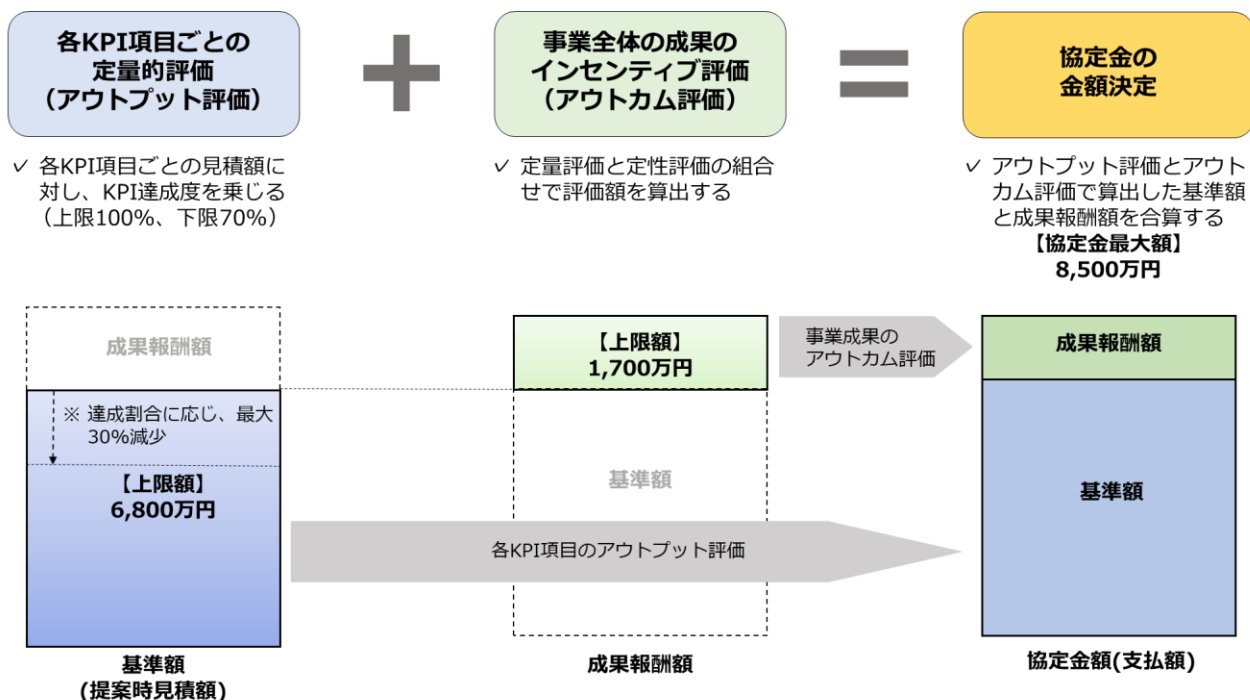 各KPI項目ごとの
定量的評価
（アウトプット評価）
+
事業全体の成果の
インセンティブ評価
（アウトカム評価）
=
協定金の
金額決定
✓ 各KPI項目ごとの見積額に
対し、KPI達成度を乗じる
（上限100%、下限70%）
✓ 定量評価と定性評価の組合
せで評価額を算出する
✓ アウトプット評価とアウト
カム評価で算出した基準額
と成果報酬額を合算する
【協定金最大額】
8,500万円
成果報酬額
※ 達成割合に応じ、最大
30%減少
【上限額】
6,800万円
基準額
(提案時見積額)
【上限額】
1,700万円
基準額
成果報酬額
事業成果の
アウトカム評価
各KPI項目のアウトプット評価
成果報酬額
基準額
協定金額(支払額)